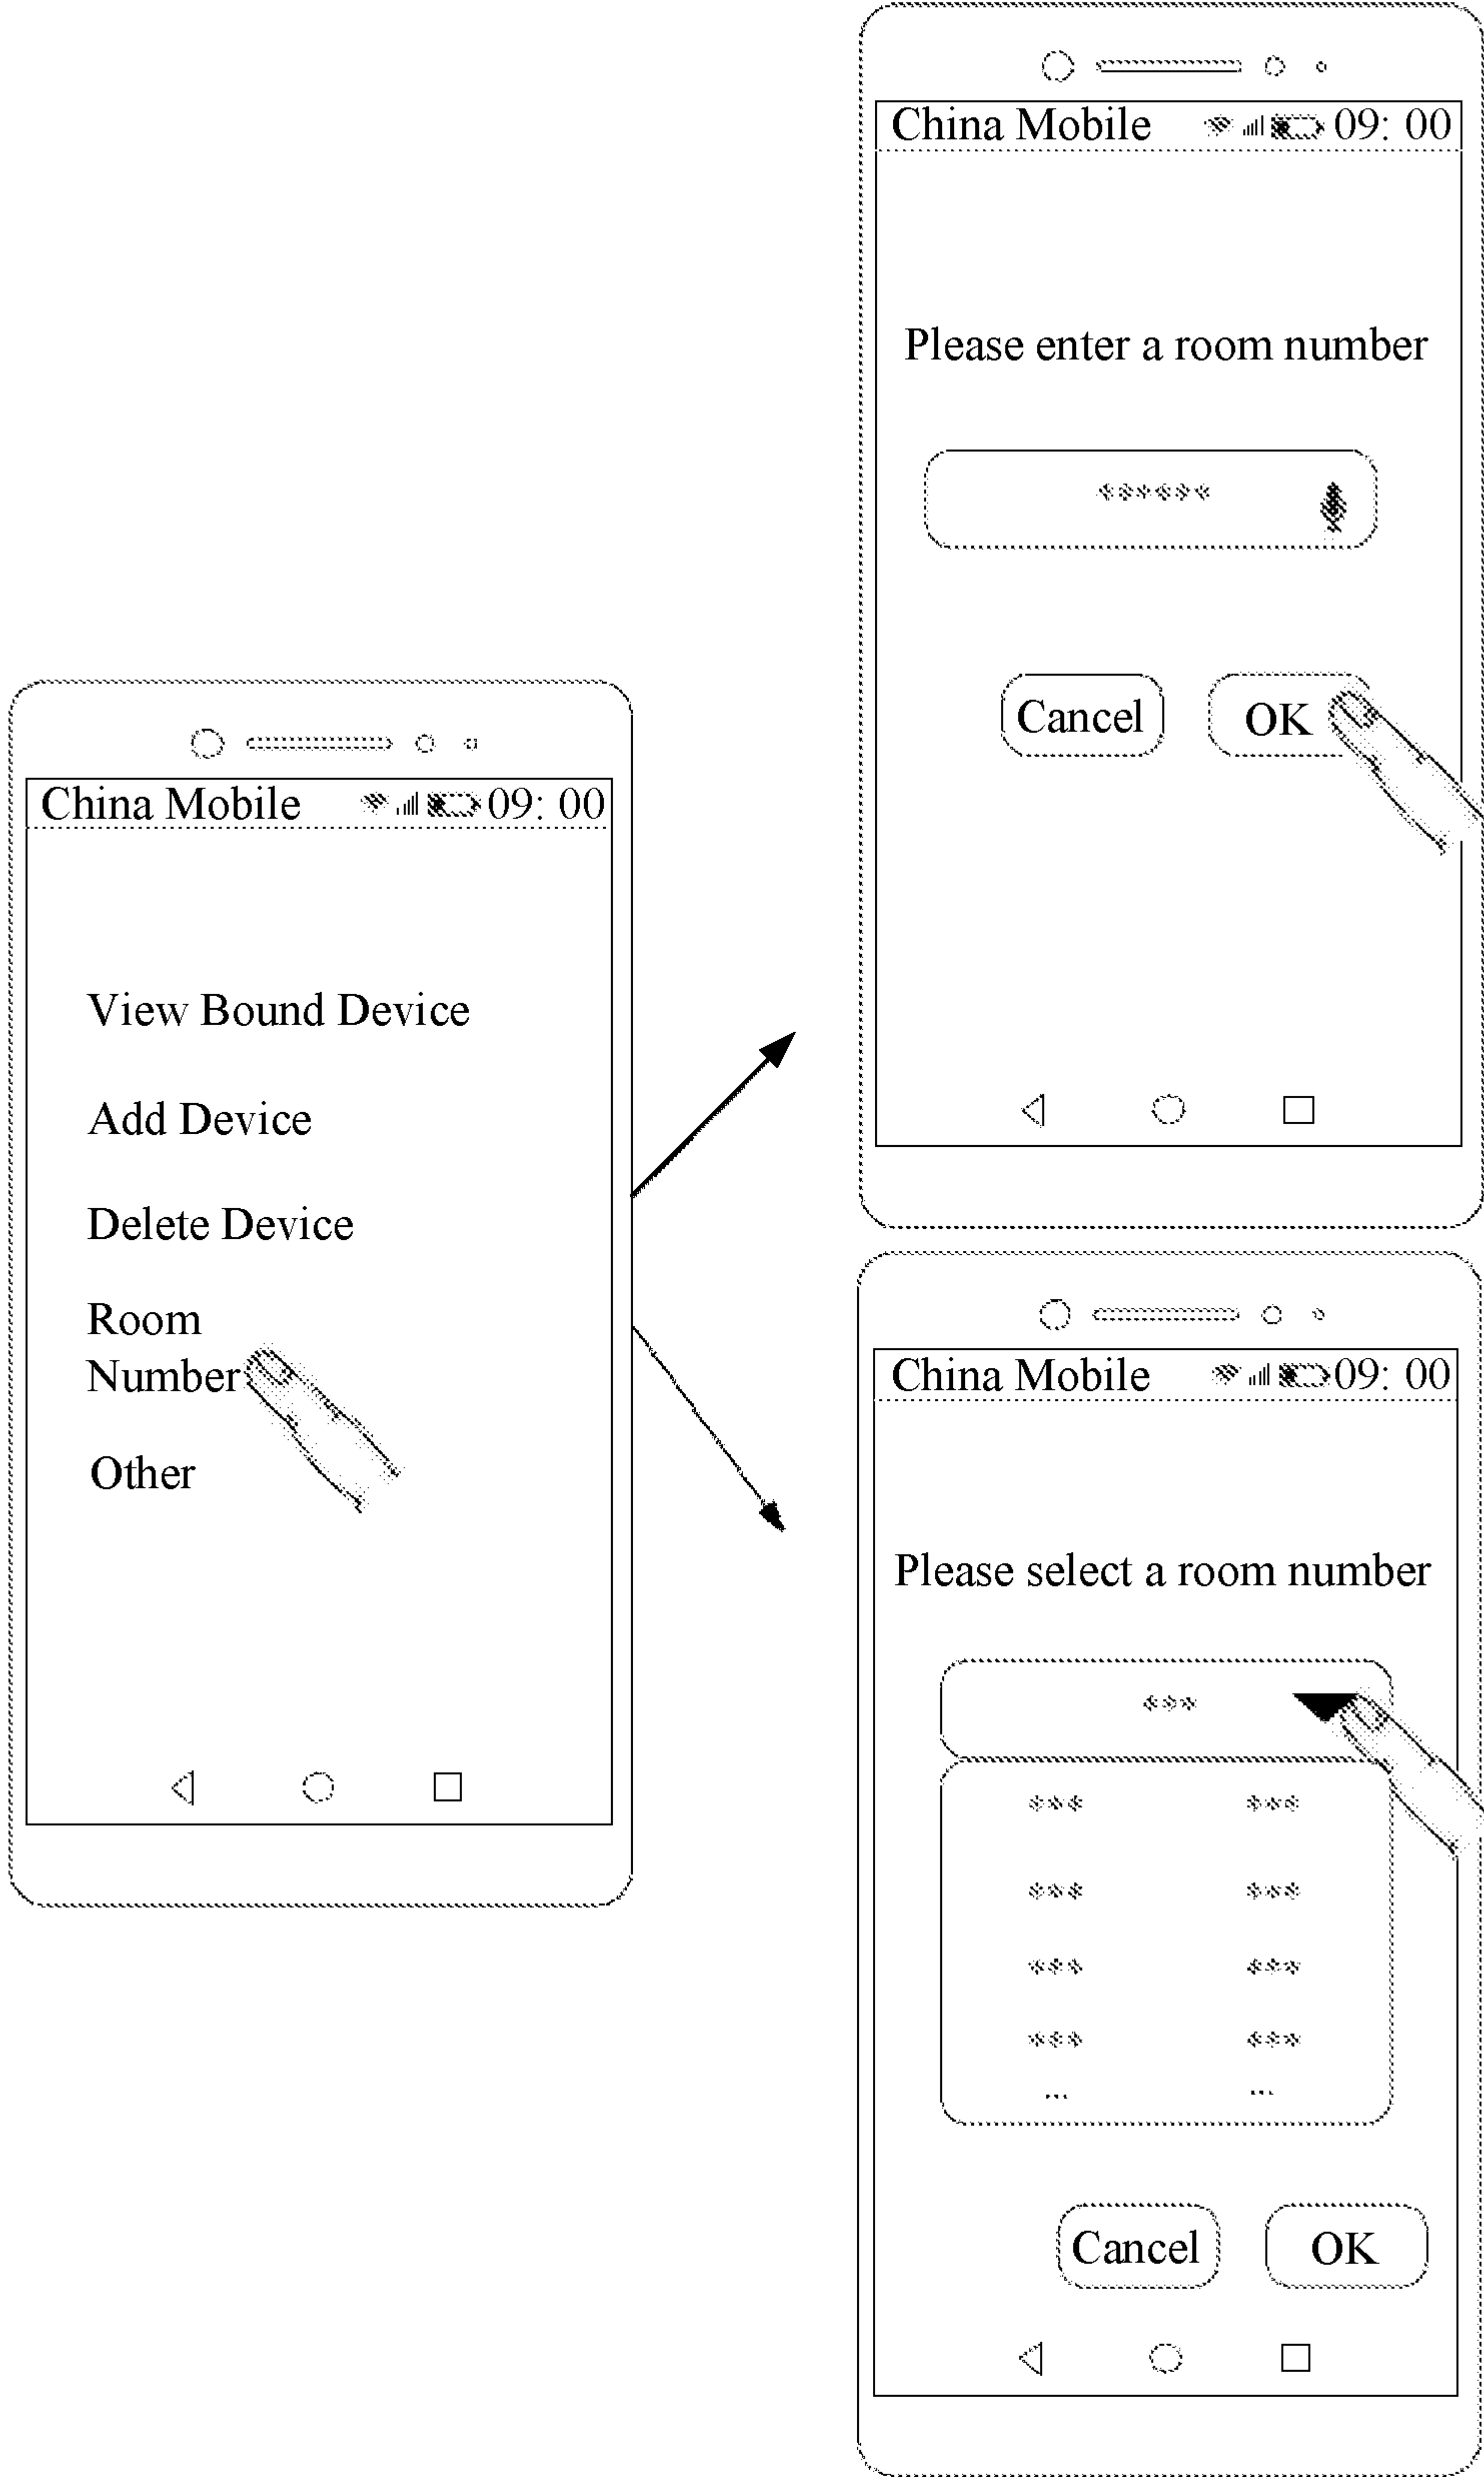 China Mobile 09: 00
View Bound Device
Add Device
Delete Device
Room
Number
Other
China Mobile 09: 00
Please enter a room number
******
Cancel OK
China Mobile 09: 00
Please select a room number
***
*** ***
*** ***
*** ***
*** ***
... ...
Cancel OK